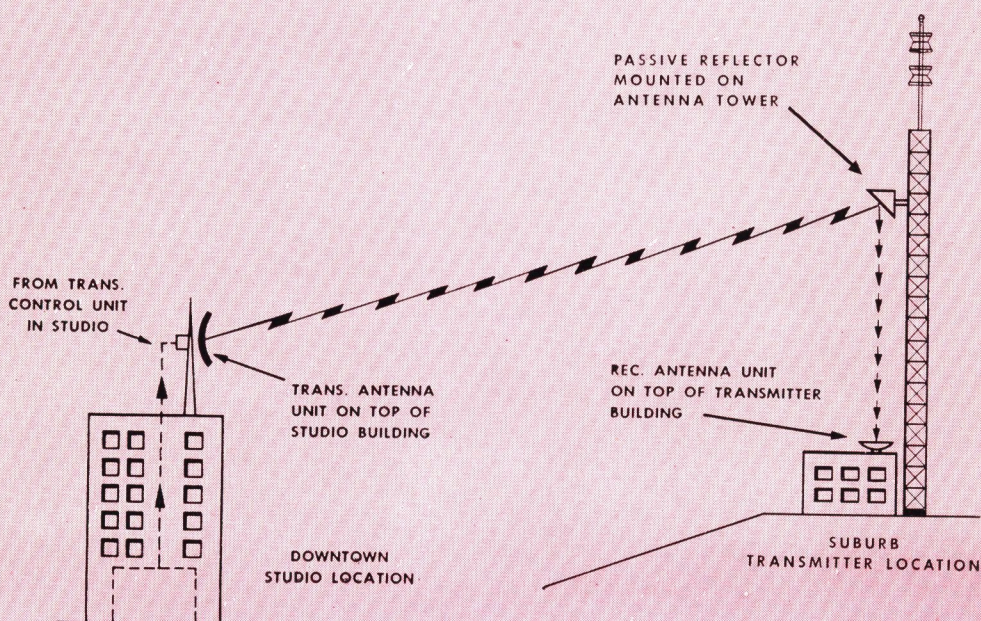 PASSIVE REFLECTOR
MOUNTED ON
ANTENNA TOWER
FROM TRANS.
CONTROL UNIT
IN STUDIO
TRANS. ANTENNA
UNIT ON TOP OF
STUDIO BUILDING
REC. ANTENNA UNIT
ON TOP OF TRANSMITTER
BUILDING
DOWNTOWN
STUDIO LOCATION
SUBURB
TRANSMITTER LOCATION